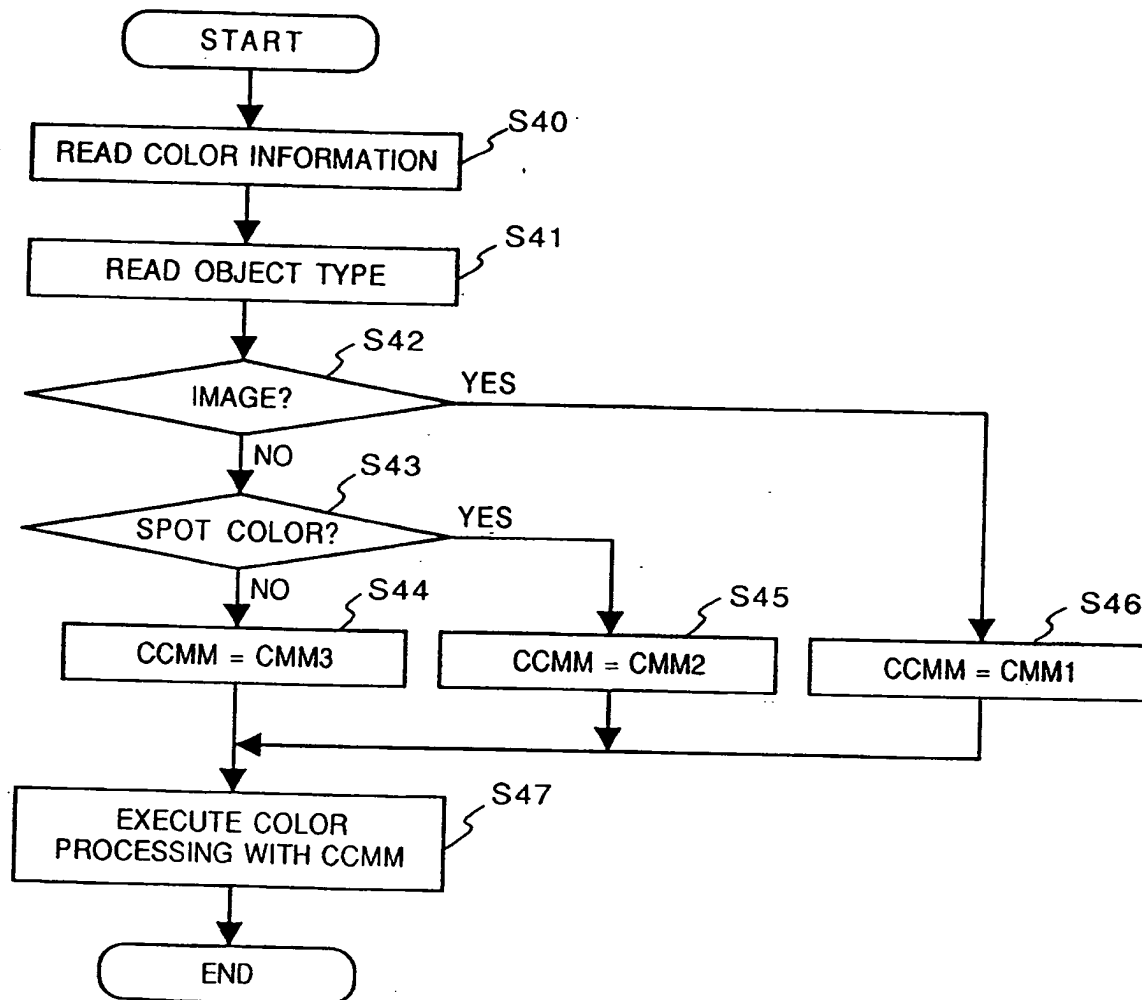 START
S40
READ COLOR INFORMATION
S41
READ OBJECT TYPE
S42
IMAGE?
YES
NO
S43
SPOT COLOR?
YES
NO
S44
CCMM = CMM3
S45
CCMM = CMM2
S46
CCMM = CMM1
S47
EXECUTE COLOR
PROCESSING WITH CCMM
END